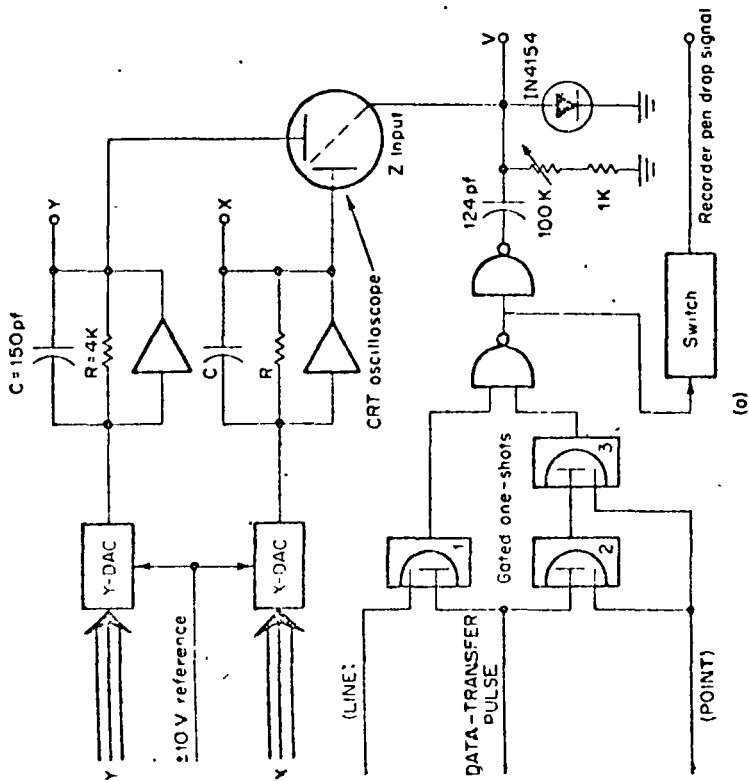 C = 150pf
R = 4K
Y
Y
Y-DAC
±10 V reference
C
R
X
X
X-DAC
CRT oscilloscope
Z input
(LINE)
DATA-TRANSFER
PULSE
(POINT)
1
2
3
Gated one-shots
124pf
100K
1K
V
IN4154
Switch
Recorder pen drop signal
(a)